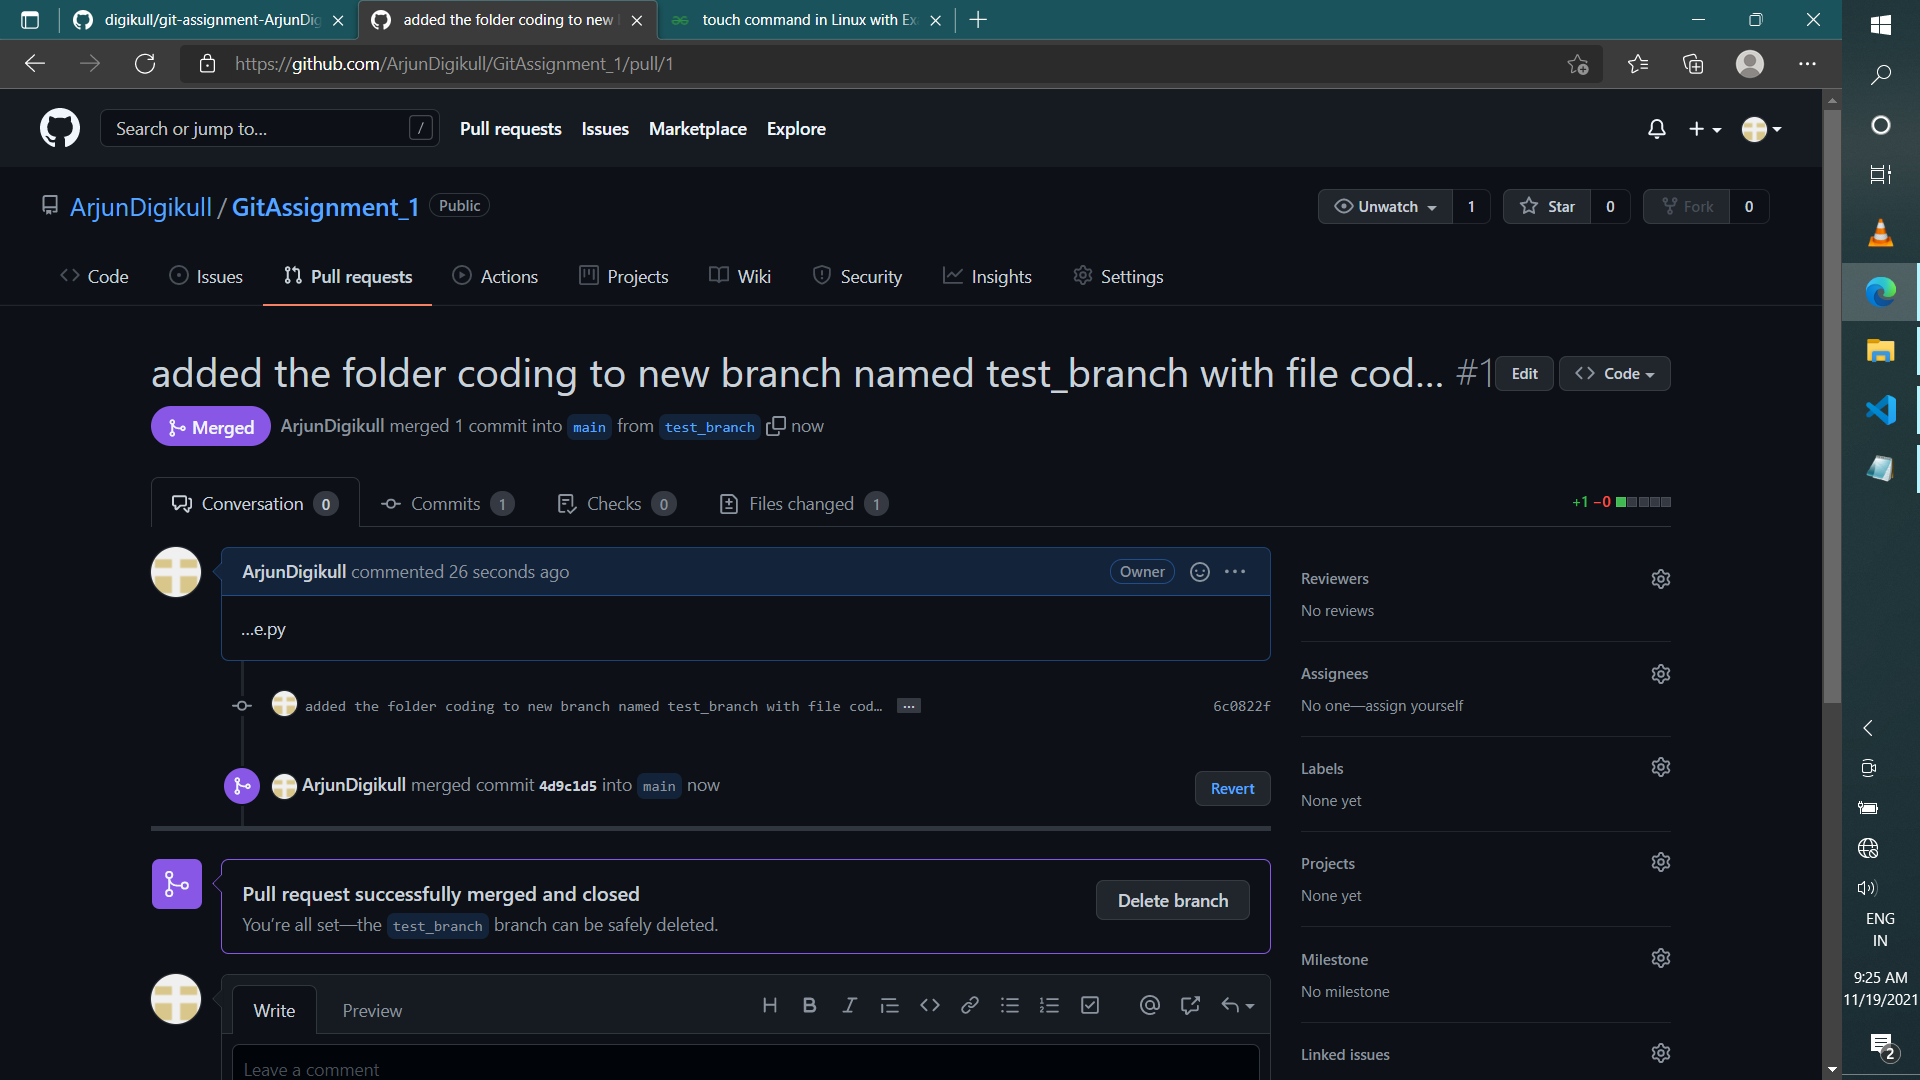 digikull/git-assignment-ArjunDig
added the folder coding to new
touch command in Linux with Ex
https://github.com/ArjunDigikull/GitAssignment_1/pull/1
Search or jump to... /
Pull requests Issues Marketplace Explore
ArjunDigikull / GitAssignment_1 Public
Unwatch 1 Star 0 Fork 0
Code Issues Pull requests Actions Projects Wiki Security Insights Settings
added the folder coding to new branch named test_branch with file cod... #1
Edit Code
Merged ArjunDigikull merged 1 commit into main from test_branch now
Conversation 0 Commits 1 Checks 0 Files changed 1
+1 −0
ArjunDigikull commented 26 seconds ago Owner
...e.py
added the folder coding to new branch named test_branch with file cod… … 6c0822f
ArjunDigikull merged commit 4d9c1d5 into main now Revert
Pull request successfully merged and closed
You're all set—the test_branch branch can be safely deleted.
Delete branch
Write Preview
Leave a comment
Reviewers
No reviews
Assignees
No one—assign yourself
Labels
None yet
Projects
None yet
Milestone
No milestone
Linked issues
ENG
IN
9:25 AM
11/19/2021
2